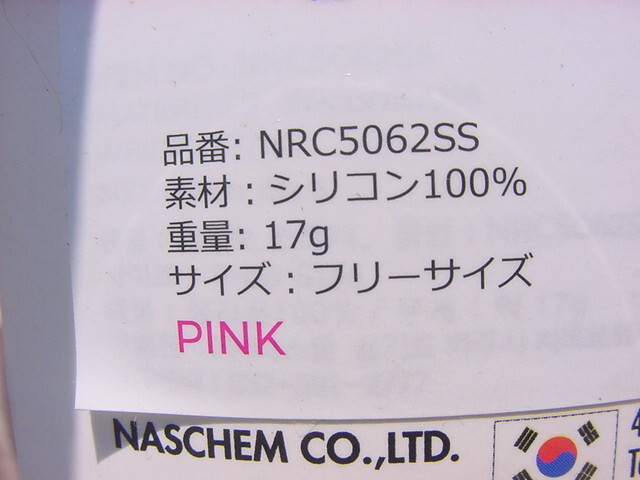 品番: NRC5062SS
素材：シリコン100%
重量: 17g
サイズ：フリーサイズ
PINK
NASCHEM CO.,LTD.